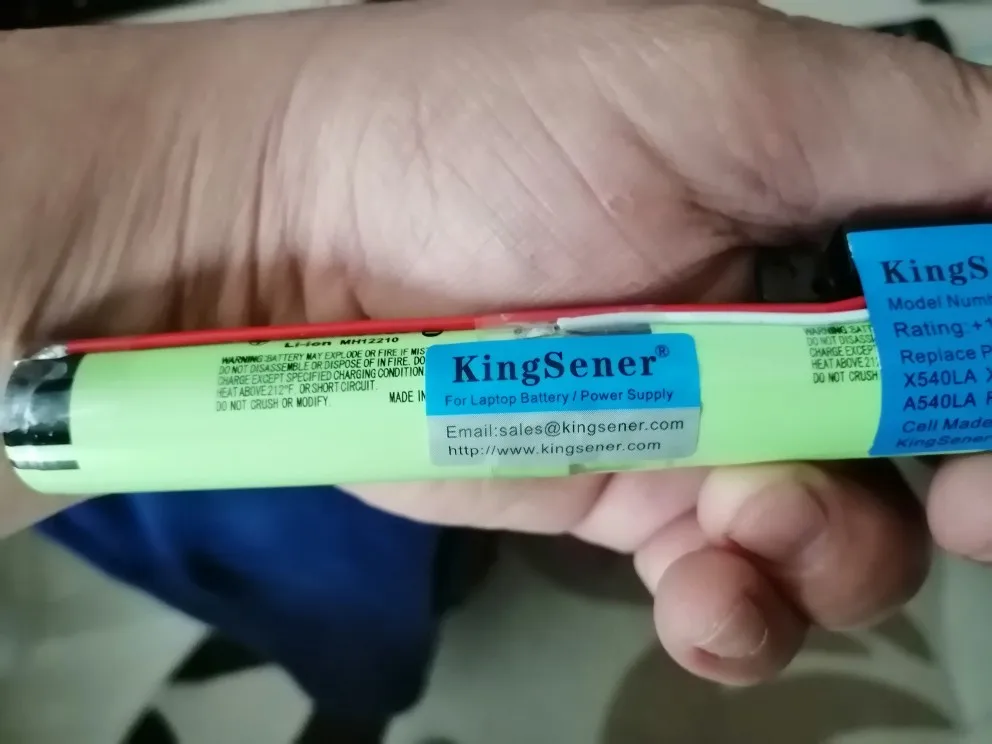 Li-ion MH12210
WARNING:BATTERY MAY EXPLODE OR FIRE IF MIS
DO NOT DISASSEMBLE OR DISPOSE OF IN FIRE. DO
CHARGE EXCEPT SPECIFIED CHARGING CONDITION
HEAT ABOVE 212°F OR SHORT CIRCUIT.
DO NOT CRUSH OR MODIFY.
MADE IN
KingSener®
For Laptop Battery / Power Supply
Email:sales@kingsener.com
http://www.kingsener.com
WARNING:BATT
DO NOT DISASS
CHARGE EXCEP
HEAT ABOVE 21
DO NOT CRUSH
KingS
Model Numb
Rating: +1
Replace P
X540LA X
A540LA F
Cell Made
KingSener